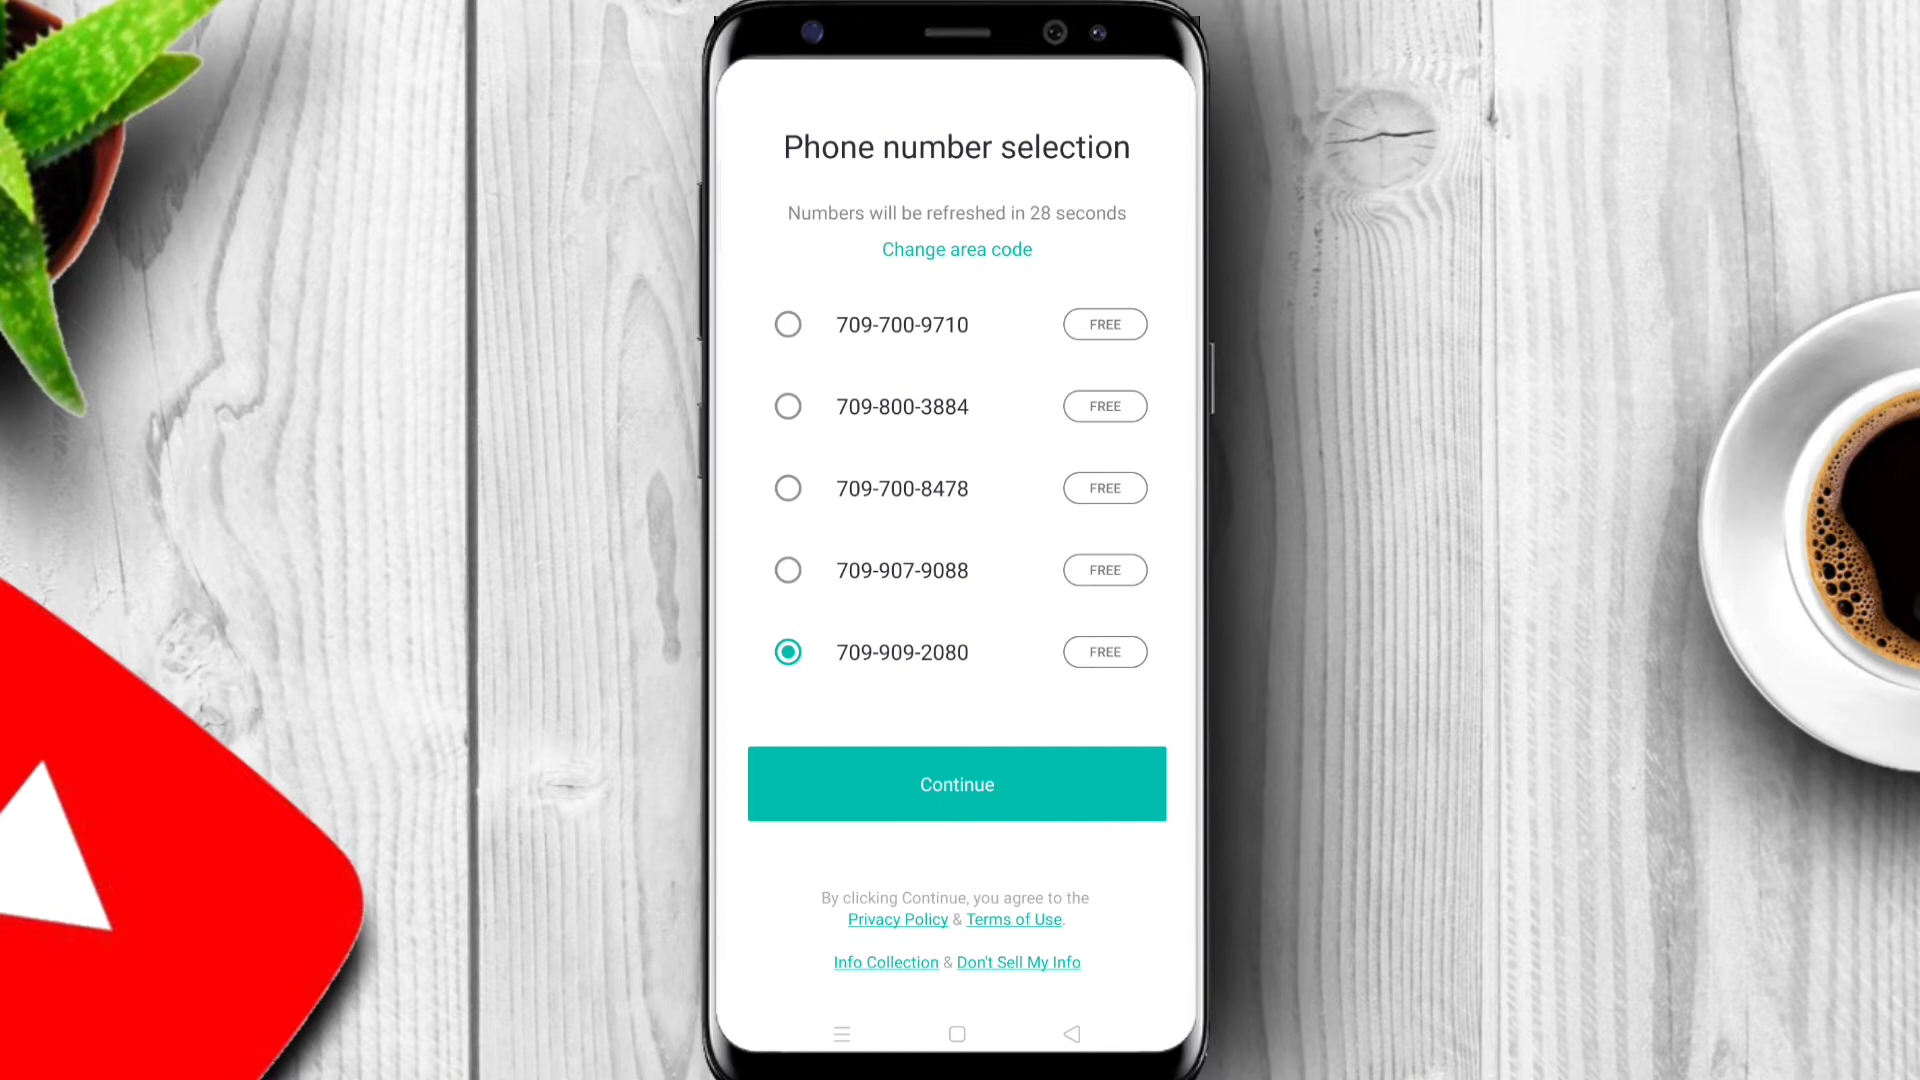 Phone number selection
Numbers will be refreshed in 28 seconds
Change area code
709-700-9710 FREE
709-800-3884 FREE
709-700-8478 FREE
709-907-9088 FREE
709-909-2080 FREE
Continue
By clicking Continue, you agree to the
Privacy Policy & Terms of Use.
Info Collection & Don't Sell My Info